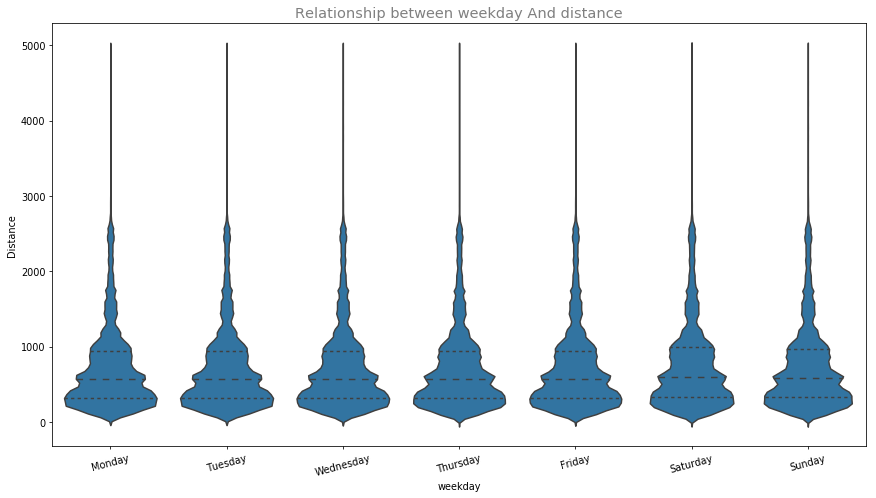 Relationship between weekday And distance
5000
4000
3000
2000
1000
0
Distance
Monday
Tuesday
Wednesday
Thursday
Friday
Saturday
Sunday
weekday